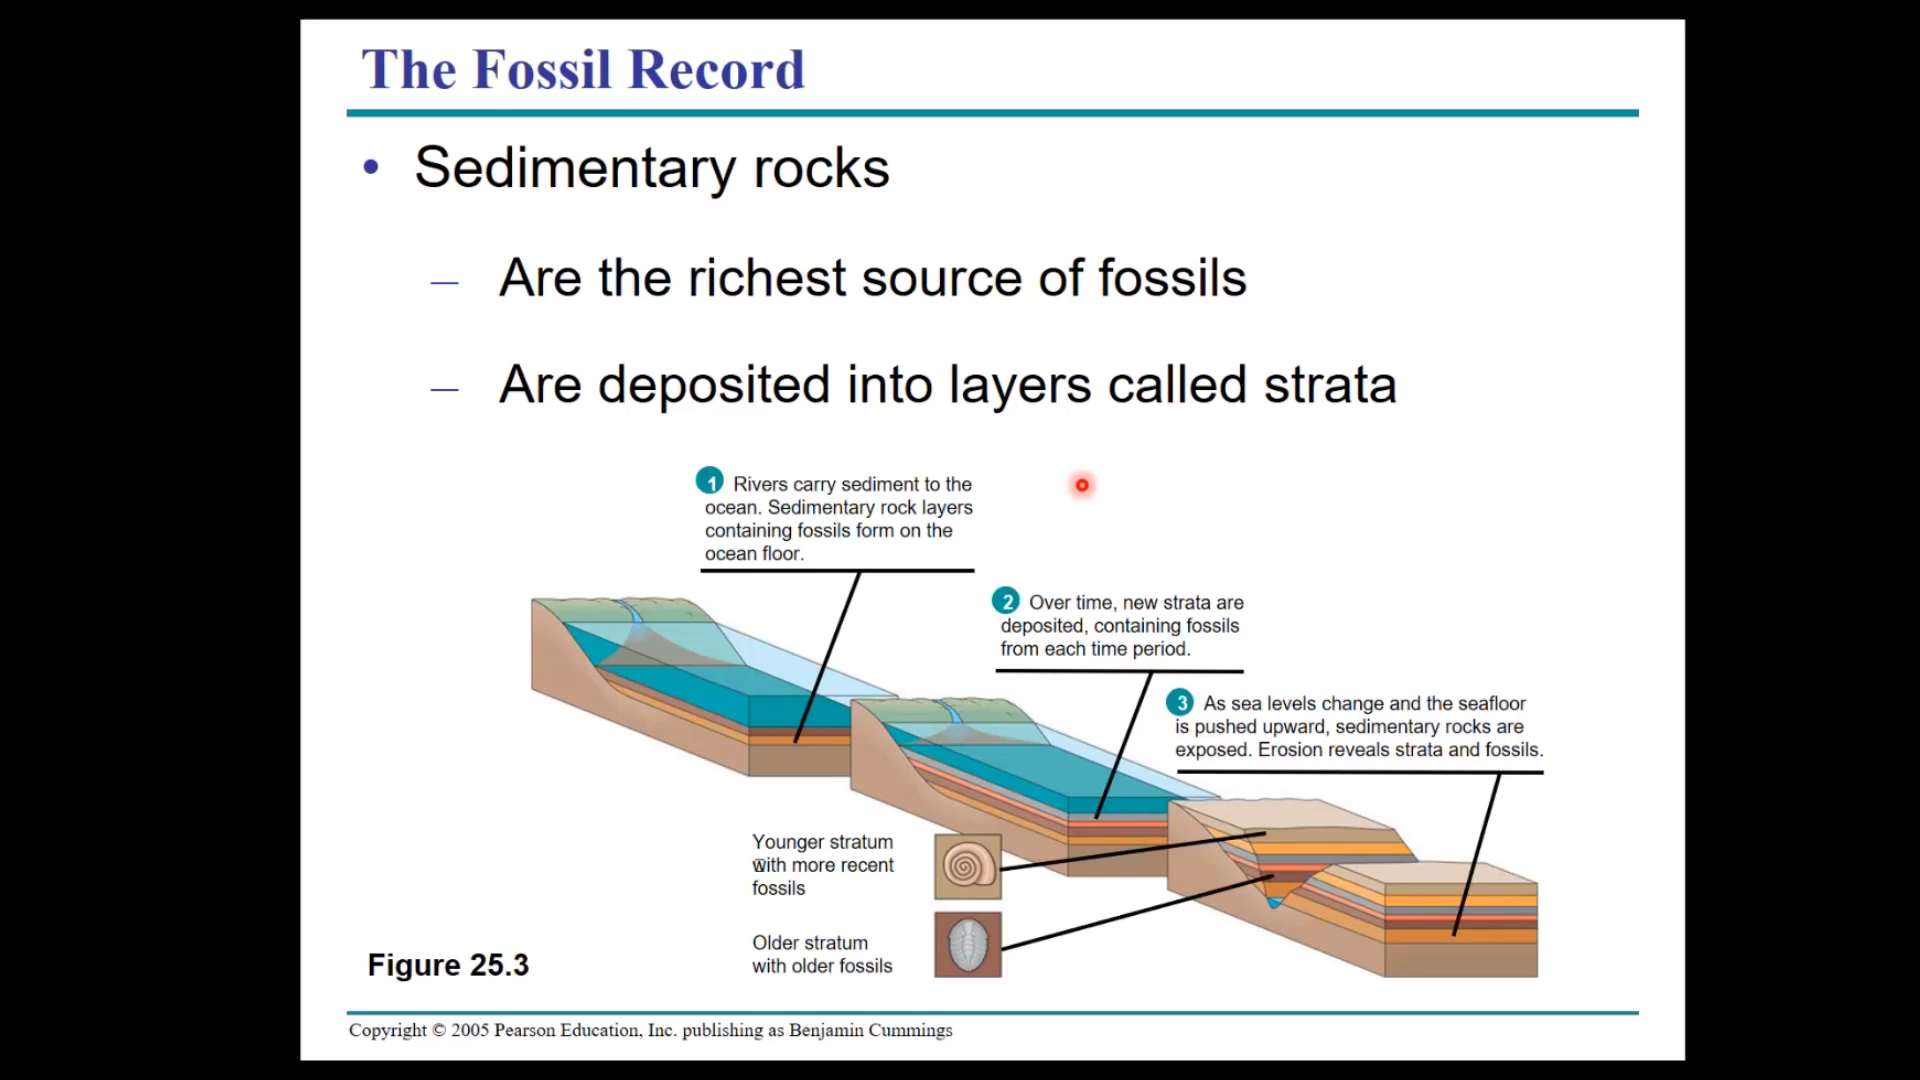 The Fossil Record
• Sedimentary rocks
– Are the richest source of fossils
– Are deposited into layers called strata
1 Rivers carry sediment to the
ocean. Sedimentary rock layers
containing fossils form on the
ocean floor.
2 Over time, new strata are
deposited, containing fossils
from each time period.
3 As sea levels change and the seafloor
is pushed upward, sedimentary rocks are
exposed. Erosion reveals strata and fossils.
Younger stratum
with more recent
fossils
Older stratum
with older fossils
Figure 25.3
Copyright © 2005 Pearson Education, Inc. publishing as Benjamin Cummings